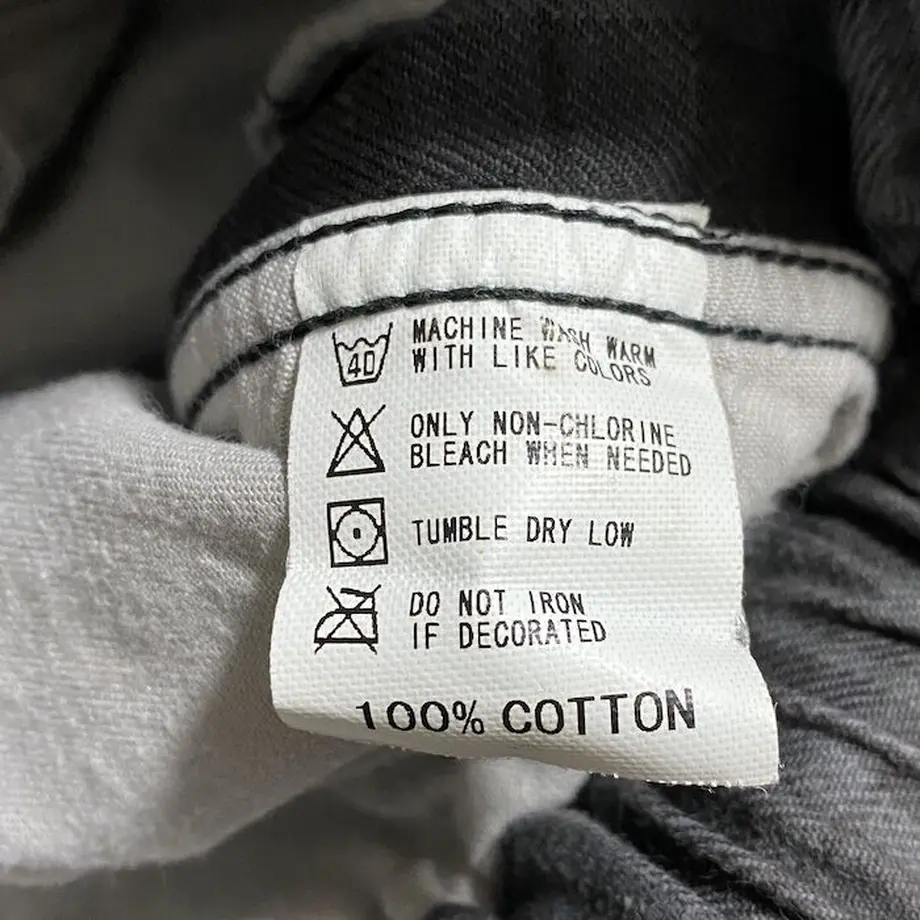 40
MACHINE WASH WARM
WITH LIKE COLORS
ONLY NON-CHLORINE
BLEACH WHEN NEEDED
TUMBLE DRY LOW
DO NOT IRON
IF DECORATED
100% COTTON